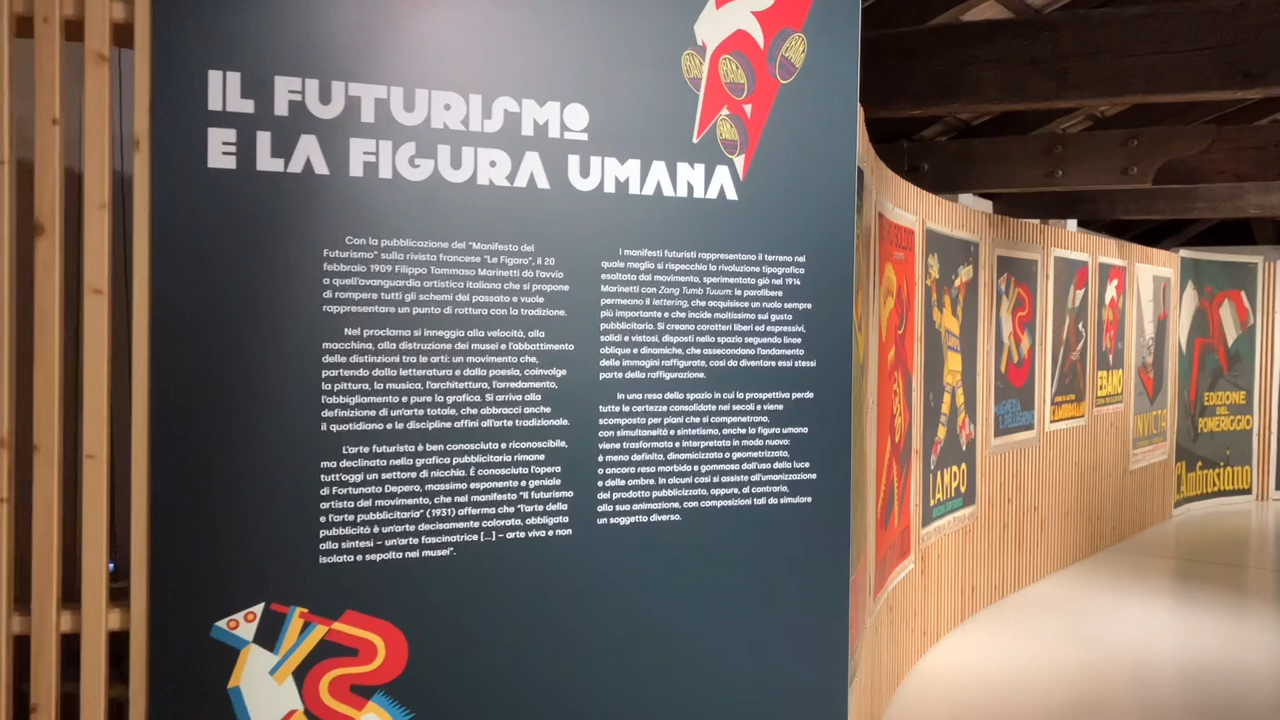 IL FUTURISMO
E LA FIGURA UMANA
Con la pubblicazione del "Manifesto del
Futurismo" sulla rivista francese "Le Figaro", il 20
febbraio 1909 Filippo Tommaso Marinetti dà l'avvio
a quell'avanguardia artistica italiana che si propone
di rompere tutti gli schemi del passato e vuole
rappresentare un punto di rottura con la tradizione.
Nel proclama si inneggia alla velocità, alla
macchina, alla distruzione dei musei e l'abbattimento
delle distinzioni tra le arti: un movimento che,
partendo dalla letteratura e dalla poesia, coinvolge
la pittura, la musica, l'architettura, l'arredamento,
l'abbigliamento e pure la grafica. Si arriva alla
definizione di un'arte totale, che abbracci anche
il quotidiano e le discipline affini all'arte tradizionale.
L'arte futurista è ben conosciuta e riconoscibile,
ma declinata nella grafica pubblicitaria rimane
tutt'oggi un settore di nicchia. È conosciuta l'opera
di Fortunato Depero, massimo esponente e geniale
artista del movimento, che nel manifesto "Il futurismo
e l'arte pubblicitaria" (1931) afferma che "l'arte della
pubblicità è un'arte decisamente colorata, obbligata
alla sintesi – un'arte fascinatrice [...] – arte viva e non
isolata e sepolta nei musei".
I manifesti futuristi rappresentano il terreno nel
quale meglio si rispecchia la rivoluzione tipografica
esaltata dal movimento, sperimentata già nel 1914
Marinetti con Zang Tumb Tuuum: le parolibere
permeano il lettering, che acquisisce un ruolo sempre
più importante e che incide moltissimo sul gusto
pubblicitario. Si creano caratteri liberi ed espressivi,
solidi e vistosi, disposti nello spazio seguendo linee
oblique e dinamiche, che assecondano l'andamento
delle immagini raffigurate, così da diventare essi stessi
parte della raffigurazione.
In una resa dello spazio in cui la prospettiva perde
tutte le certezze consolidate nei secoli e viene
scomposta per piani che si compenetrano,
con simultaneità e sintetismo, anche la figura umana
viene trasformata e interpretata in modo nuovo:
è meno definita, dinamicizzata o geometrizzata,
o ancora resa morbida e gommosa dall'uso della luce
e delle ombre. In alcuni casi si assiste all'umanizzazione
del prodotto pubblicizzato, oppure, al contrario,
alla sua animazione, con composizioni tali da simulare
un soggetto diverso.
EBANO
EBANO
EBANO
EBANO
LAMPO
LAMPO
MAGNESIA
S. PELLEGRINO
L'AMBROSIANO
EBANO
INVICTA
EDIZIONE
DEL
POMERIGGIO
L'Ambrosiano